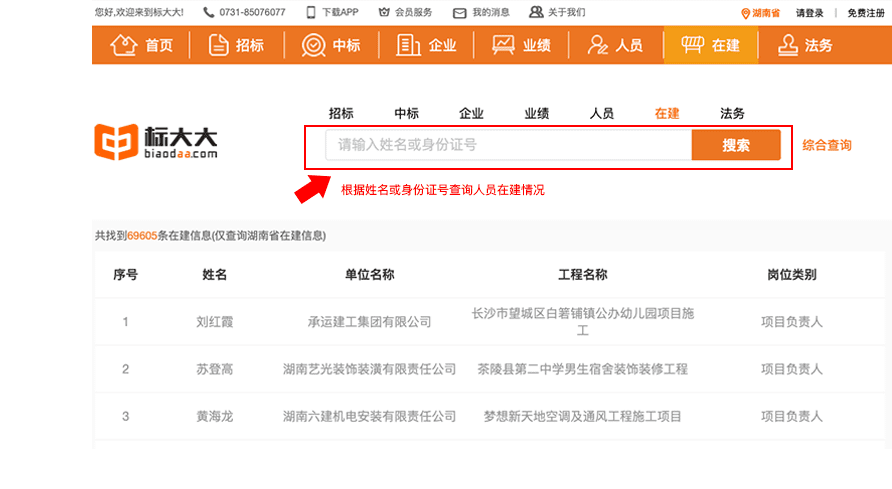 您好,欢迎来到标大大! 0731-85076077 下载APP 会员服务 我的消息 关于我们 湖南省 请登录 | 免费注册
首页 招标 中标 企业 业绩 人员 在建 法务
招标 中标 企业 业绩 人员 在建 法务
标大大
biaodaa.com
请输入姓名或身份证号 搜索 综合查询
根据姓名或身份证号查询人员在建情况
共找到69605条在建信息(仅查询湖南省在建信息)
序号 姓名 单位名称 工程名称 岗位类别
1 刘红霞 承运建工集团有限公司 长沙市望城区白箬铺镇公办幼儿园项目施
工 项目负责人
2 苏登高 湖南艺光装饰装潢有限责任公司 茶陵县第二中学男生宿舍装饰装修工程 项目负责人
3 黄海龙 湖南六建机电安装有限责任公司 梦想新天地空调及通风工程施工项目 项目负责人